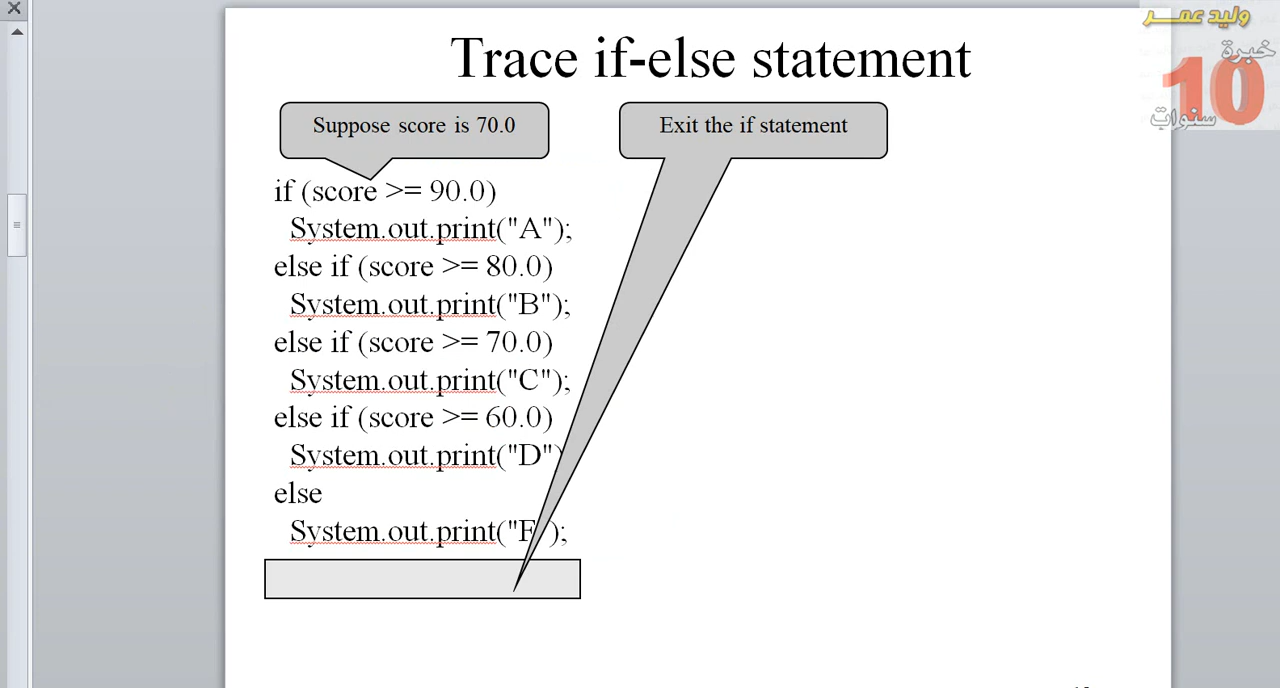 وليد عمر
خبرة
10
سنوات
Trace if-else statement
Suppose score is 70.0
Exit the if statement
if (score >= 90.0)
System.out.print("A");
else if (score >= 80.0)
System.out.print("B");
else if (score >= 70.0)
System.out.print("C");
else if (score >= 60.0)
System.out.print("D")
else
System.out.print("F");